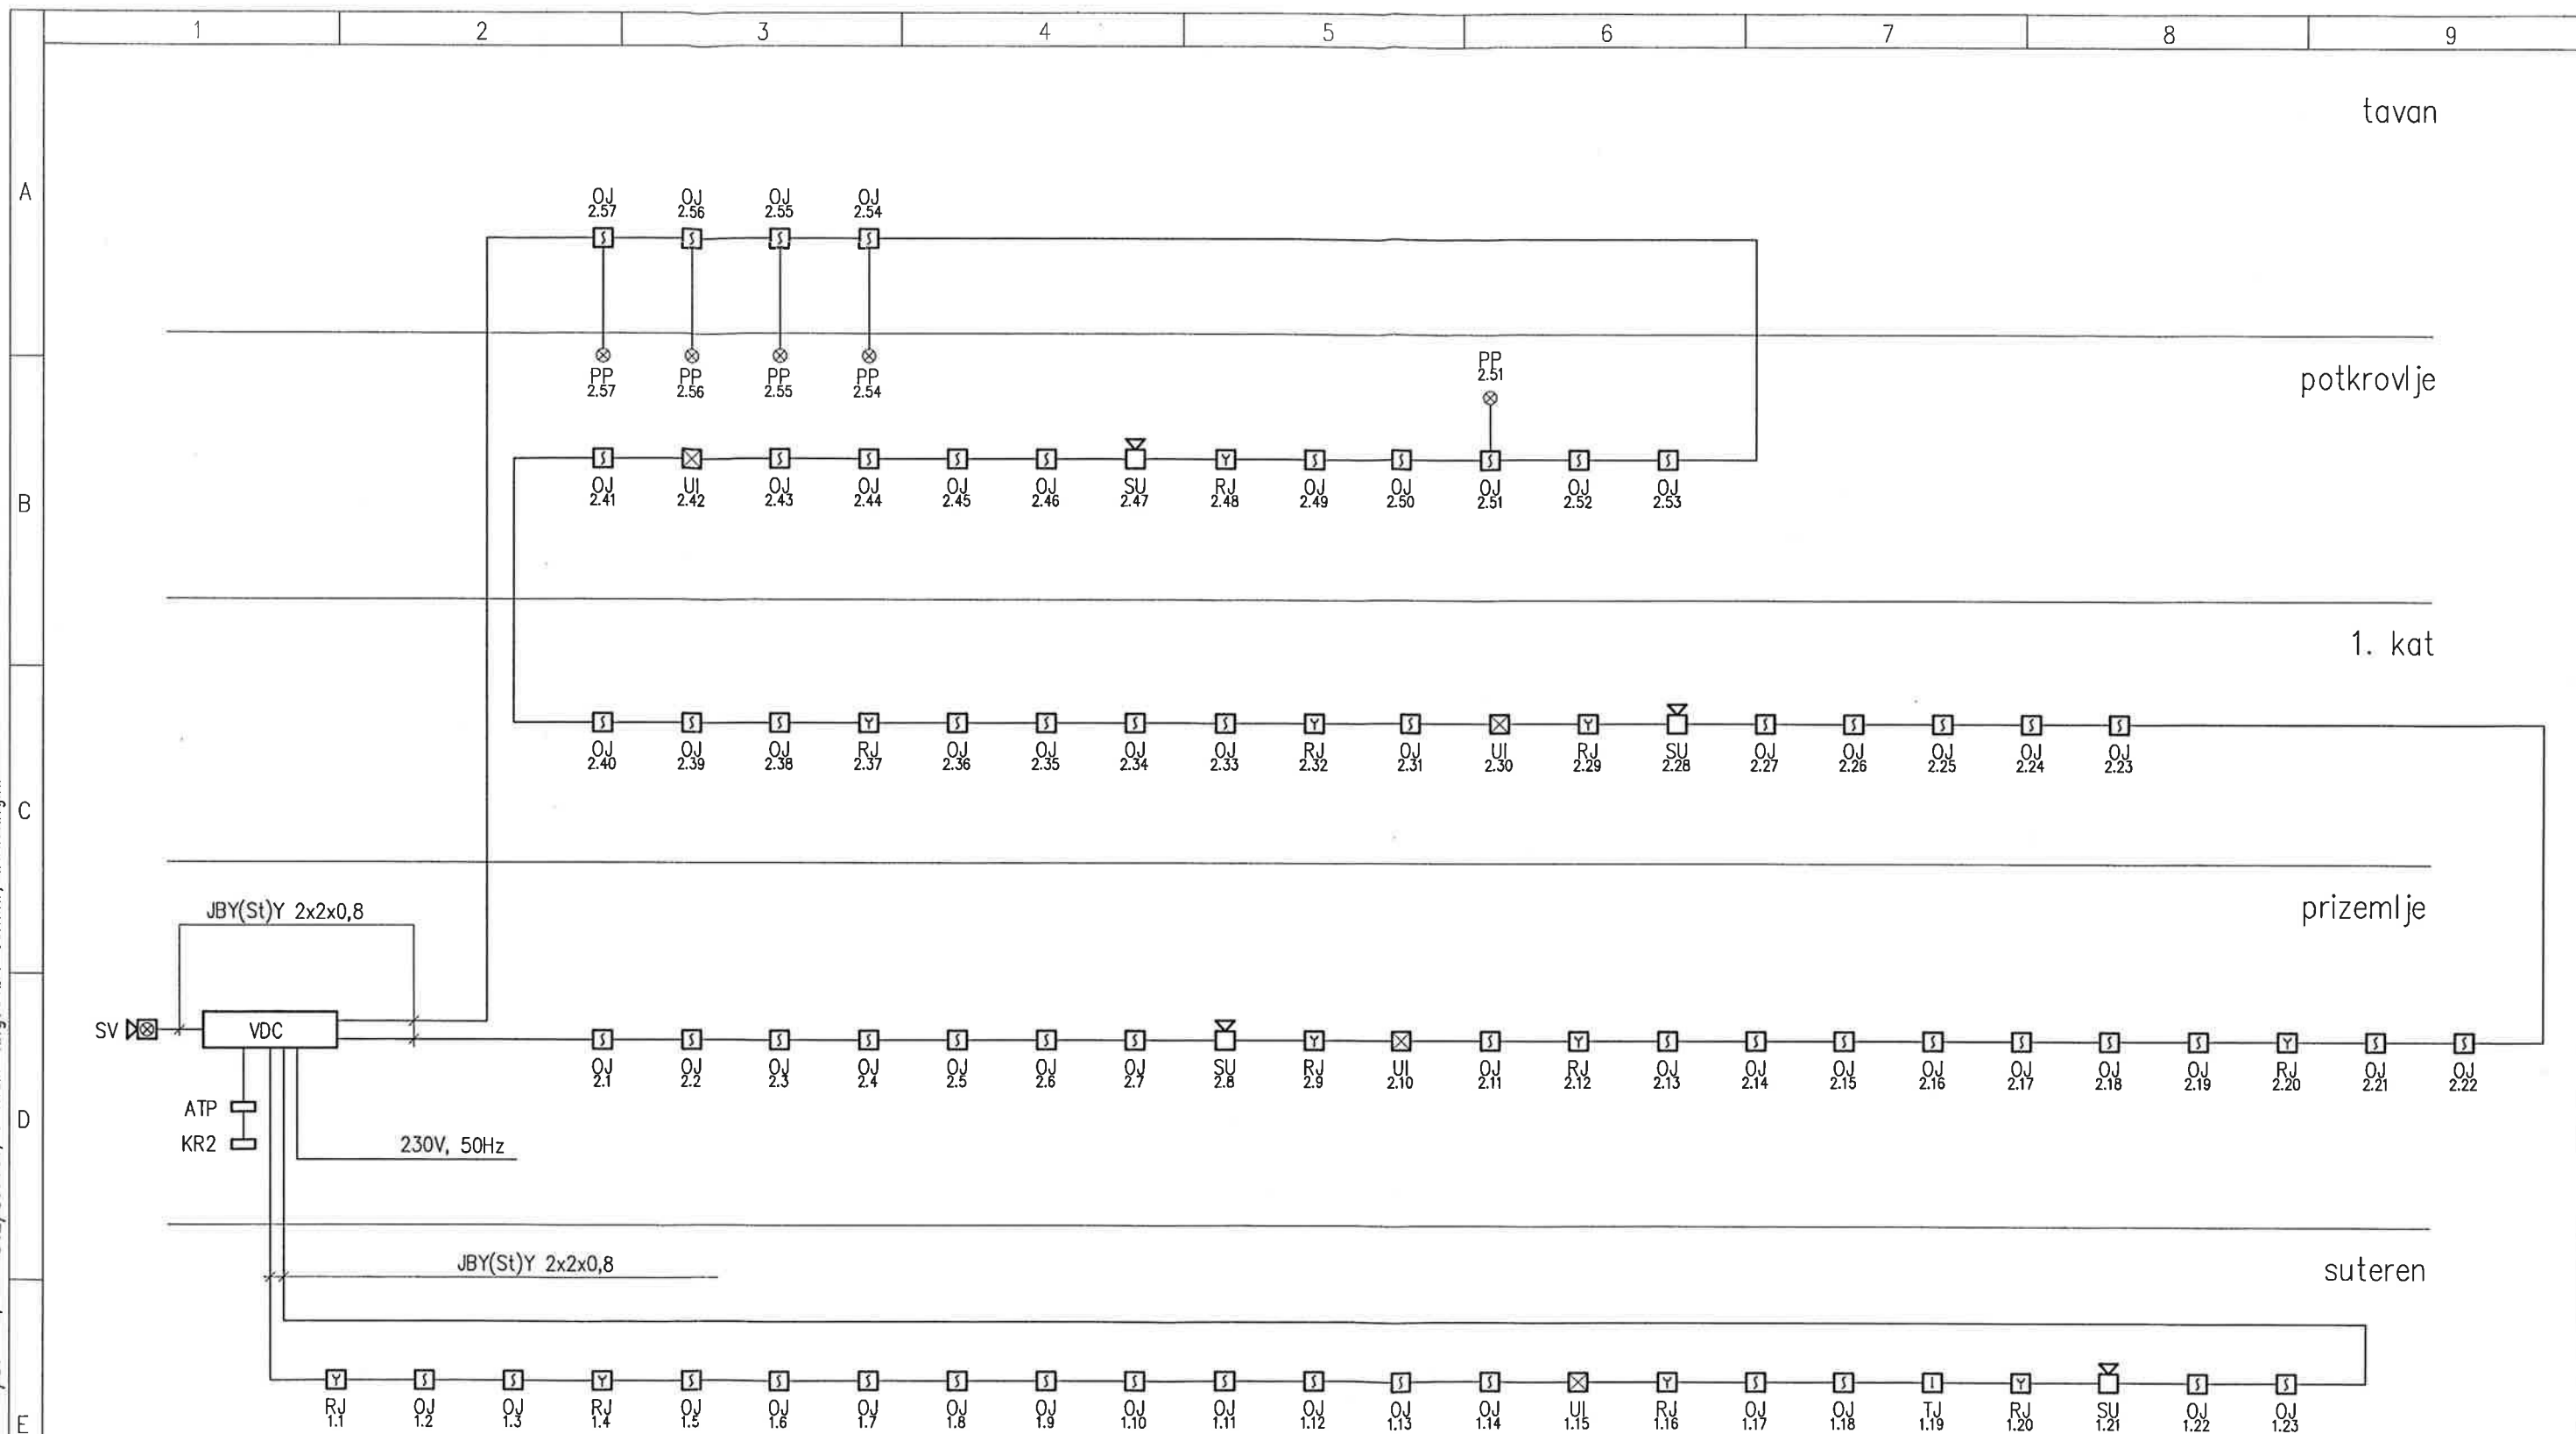 1 2 3 4 5 6 7 8 9
tavan
A
OJ OJ OJ OJ
2.57 2.56 2.55 2.54
PP PP PP PP
2.57 2.56 2.55 2.54
PP
2.51
potkrovlje
B
OJ UI OJ OJ OJ OJ SU RJ OJ OJ OJ OJ OJ
2.41 2.42 2.43 2.44 2.45 2.46 2.47 2.48 2.49 2.50 2.51 2.52 2.53
1. kat
OJ OJ OJ RJ OJ OJ OJ OJ RJ OJ UI RJ SU OJ OJ OJ OJ OJ
2.40 2.39 2.38 2.37 2.36 2.35 2.34 2.33 2.32 2.31 2.30 2.29 2.28 2.27 2.26 2.25 2.24 2.23
C
JBY(St)Y 2x2x0,8
prizemlje
SV VDC
OJ OJ OJ OJ OJ OJ OJ SU RJ UI OJ RJ OJ OJ OJ OJ OJ OJ OJ RJ OJ OJ
2.1 2.2 2.3 2.4 2.5 2.6 2.7 2.8 2.9 2.10 2.11 2.12 2.13 2.14 2.15 2.16 2.17 2.18 2.19 2.20 2.21 2.22
ATP
D
KR2
230V, 50Hz
JBY(St)Y 2x2x0,8
suteren
E
RJ OJ OJ RJ OJ OJ OJ OJ OJ OJ OJ OJ OJ OJ UI RJ OJ OJ TJ RJ SU OJ OJ
1.1 1.2 1.3 1.4 1.5 1.6 1.7 1.8 1.9 1.10 1.11 1.12 1.13 1.14 1.15 1.16 1.17 1.18 1.19 1.20 1.21 1.22 1.23